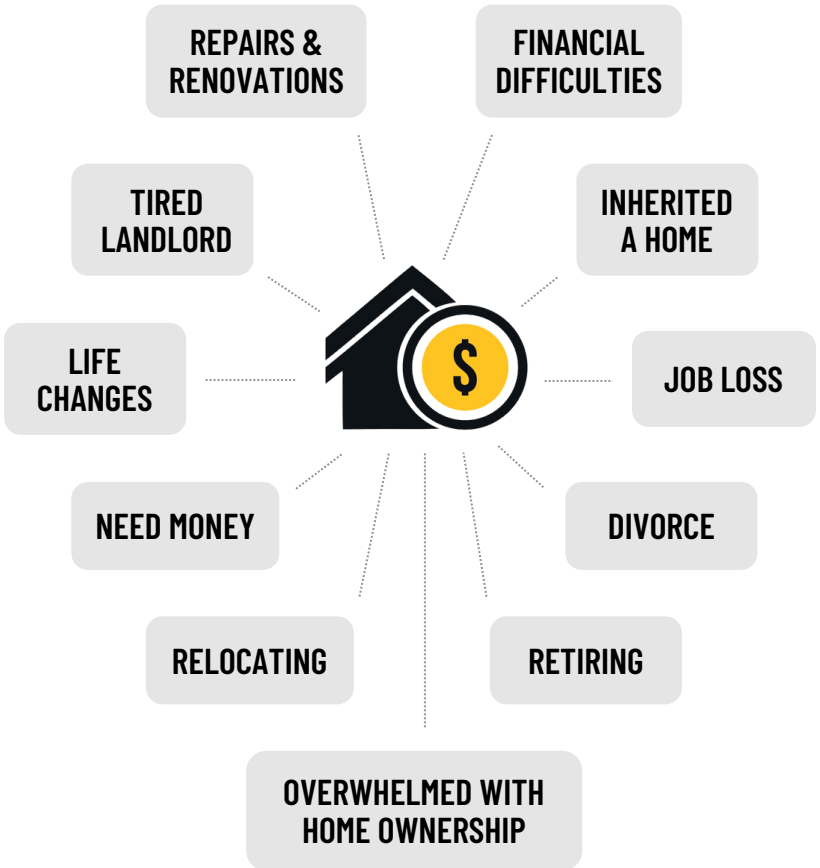 REPAIRS &
RENOVATIONS
FINANCIAL
DIFFICULTIES
TIRED
LANDLORD
INHERITED
A HOME
LIFE
CHANGES
$
JOB LOSS
NEED MONEY
DIVORCE
RELOCATING
RETIRING
OVERWHELMED WITH
HOME OWNERSHIP